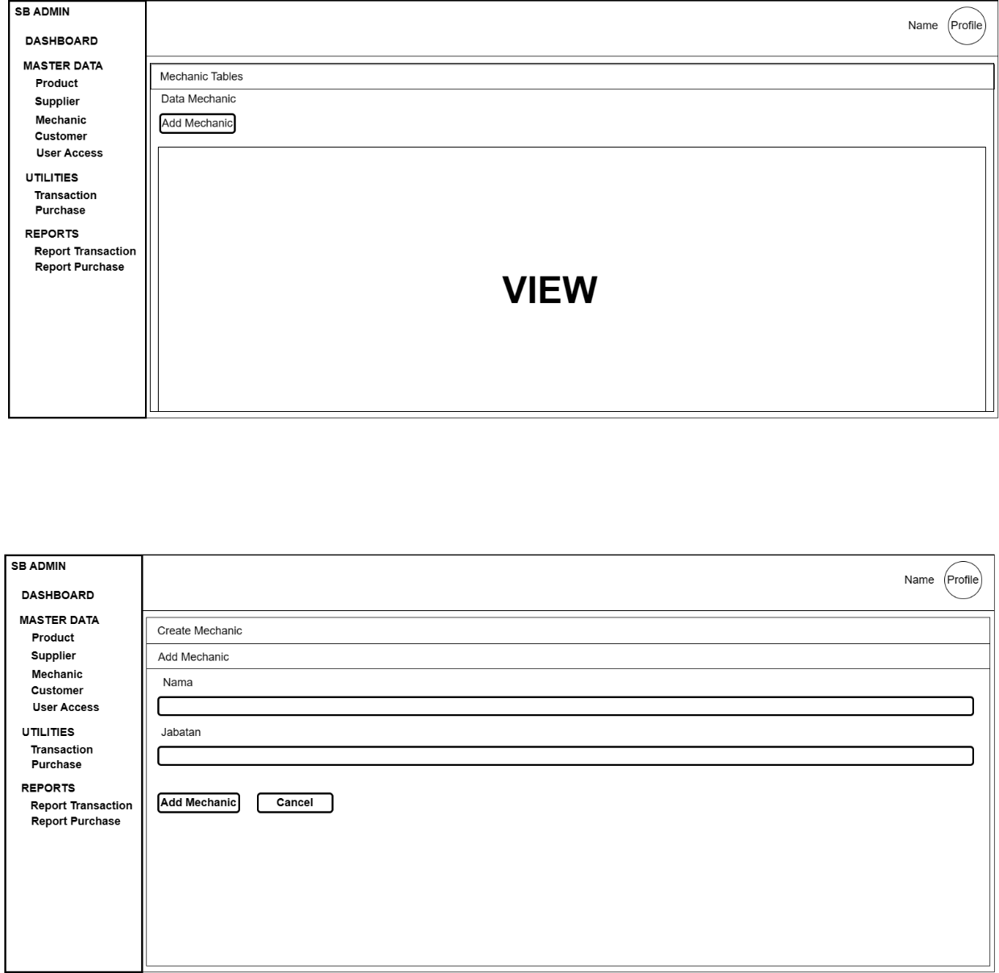 SB ADMIN
DASHBOARD
MASTER DATA
Product
Supplier
Mechanic
Customer
User Access
UTILITIES
Transaction
Purchase
REPORTS
Report Transaction
Report Purchase
Name Profile
Mechanic Tables
Data Mechanic
Add Mechanic
VIEW
SB ADMIN
DASHBOARD
MASTER DATA
Product
Supplier
Mechanic
Customer
User Access
UTILITIES
Transaction
Purchase
REPORTS
Report Transaction
Report Purchase
Name Profile
Create Mechanic
Add Mechanic
Nama
Jabatan
Add Mechanic Cancel